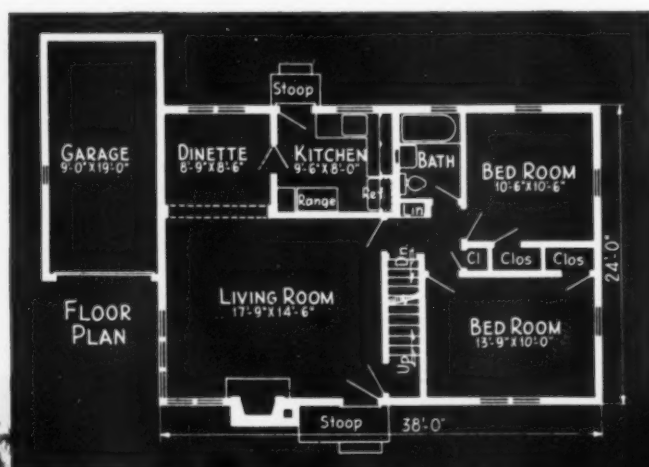 Stoop
GARAGE
9'-0"X19'-0"
DINETTE
8'-9"X8'-6"
KITCHEN
9'-6"X8'-0"
BATH
BED ROOM
10'-6"X10'-6"
Range
Ref
Lin
Cl
Clos
Clos
24'-0"
Dn
LIVING ROOM
17'-9"X14'-6"
FLOOR
PLAN
BED ROOM
13'-9"X10'-0"
Up
Stoop
38'-0"